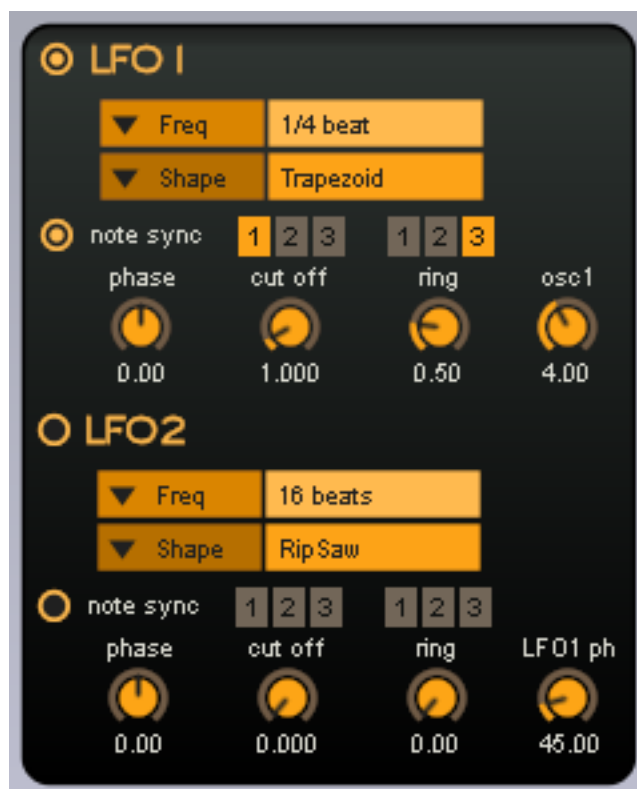 LFO 1
Freq 1/4 beat
Shape Trapezoid
note sync 1 2 3 1 2 3
phase cut off ring osc1
0.00 1.000 0.50 4.00
LFO2
Freq 16 beats
Shape RipSaw
note sync 1 2 3 1 2 3
phase cut off ring LFO1 ph
0.00 0.000 0.00 45.00